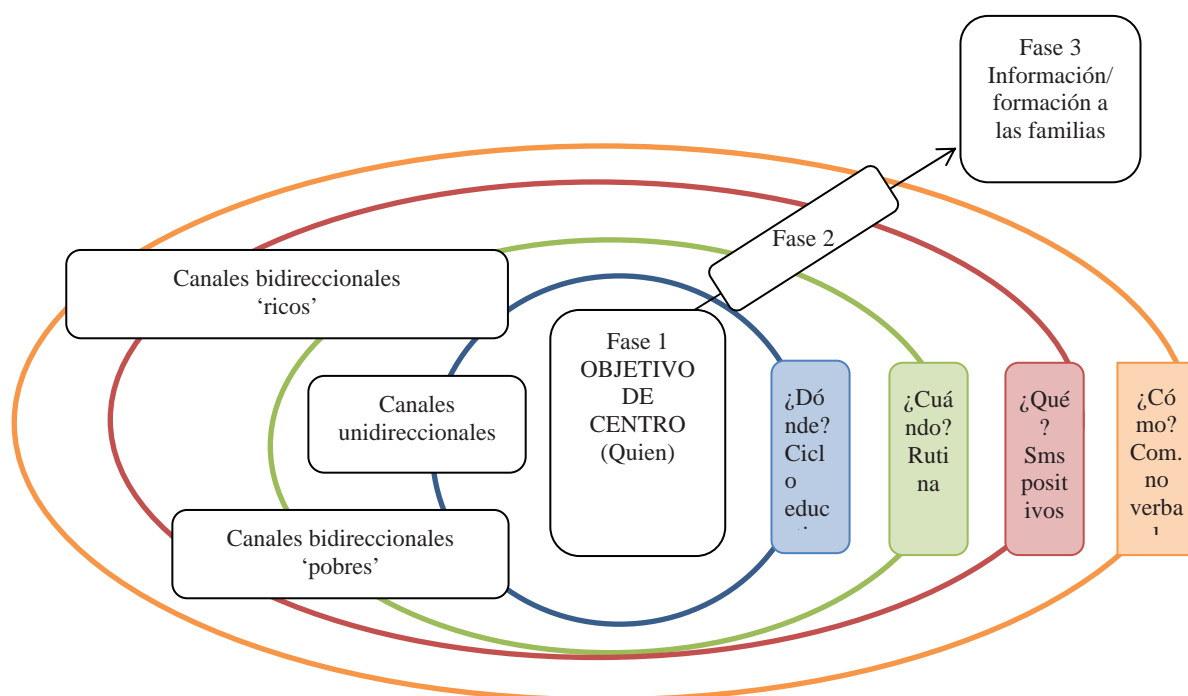 Fase 3
Información/
formación a
las familias
Fase 2
Canales bidireccionales
‘ricos’
Fase 1
OBJETIVO
DE
CENTRO
(Quien)
Canales
unidireccionales
Canales bidireccionales
‘pobres’
¿Dó
nde?
Cicl
o
educ
¿Cuá
ndo?
Ruti
na
¿Qué
?
Sms
posit
ivos
¿Có
mo?
Com.
no
verba
l